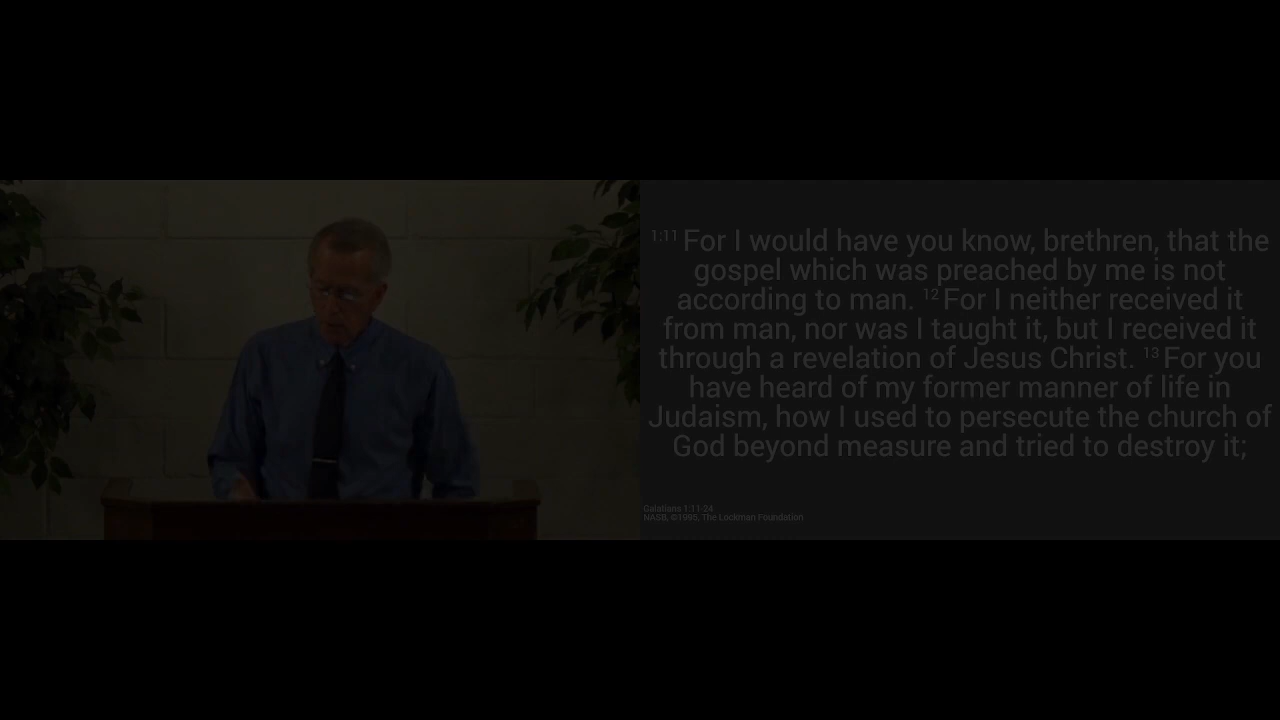 1:11 For I would have you know, brethren, that the
gospel which was preached by me is not
according to man. 12 For I neither received it
from man, nor was I taught it, but I received it
through a revelation of Jesus Christ. 13 For you
have heard of my former manner of life in
Judaism, how I used to persecute the church of
God beyond measure and tried to destroy it;
Galatians 1:11-24
NASB, ©1995, The Lockman Foundation